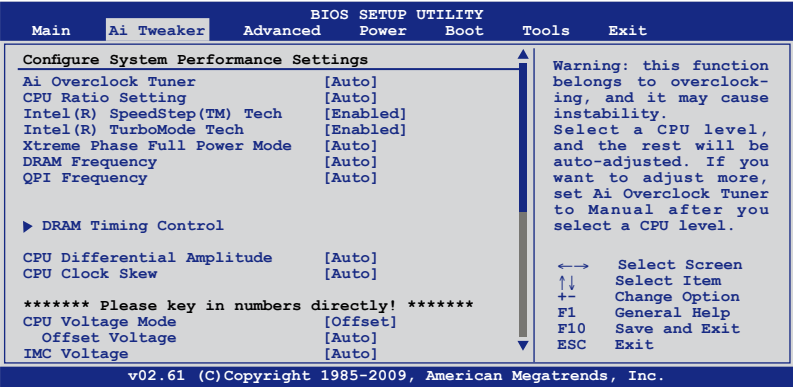 BIOS SETUP UTILITY
Main Ai Tweaker Advanced Power Boot Tools Exit
Configure System Performance Settings
Ai Overclock Tuner [Auto]
CPU Ratio Setting [Auto]
Intel(R) SpeedStep(TM) Tech [Enabled]
Intel(R) TurboMode Tech [Enabled]
Xtreme Phase Full Power Mode [Auto]
DRAM Frequency [Auto]
QPI Frequency [Auto]
DRAM Timing Control
CPU Differential Amplitude [Auto]
CPU Clock Skew [Auto]
******* Please key in numbers directly! *******
CPU Voltage Mode [Offset]
Offset Voltage [Auto]
IMC Voltage [Auto]
Warning: this function
belongs to overclock-
ing, and it may cause
instability.
Select a CPU level,
and the rest will be
auto-adjusted. If you
want to adjust more,
set Ai Overclock Tuner
to Manual after you
select a CPU level.
←→ Select Screen
↑↓ Select Item
+- Change Option
F1 General Help
F10 Save and Exit
ESC Exit
v02.61 (C)Copyright 1985-2009, American Megatrends, Inc.